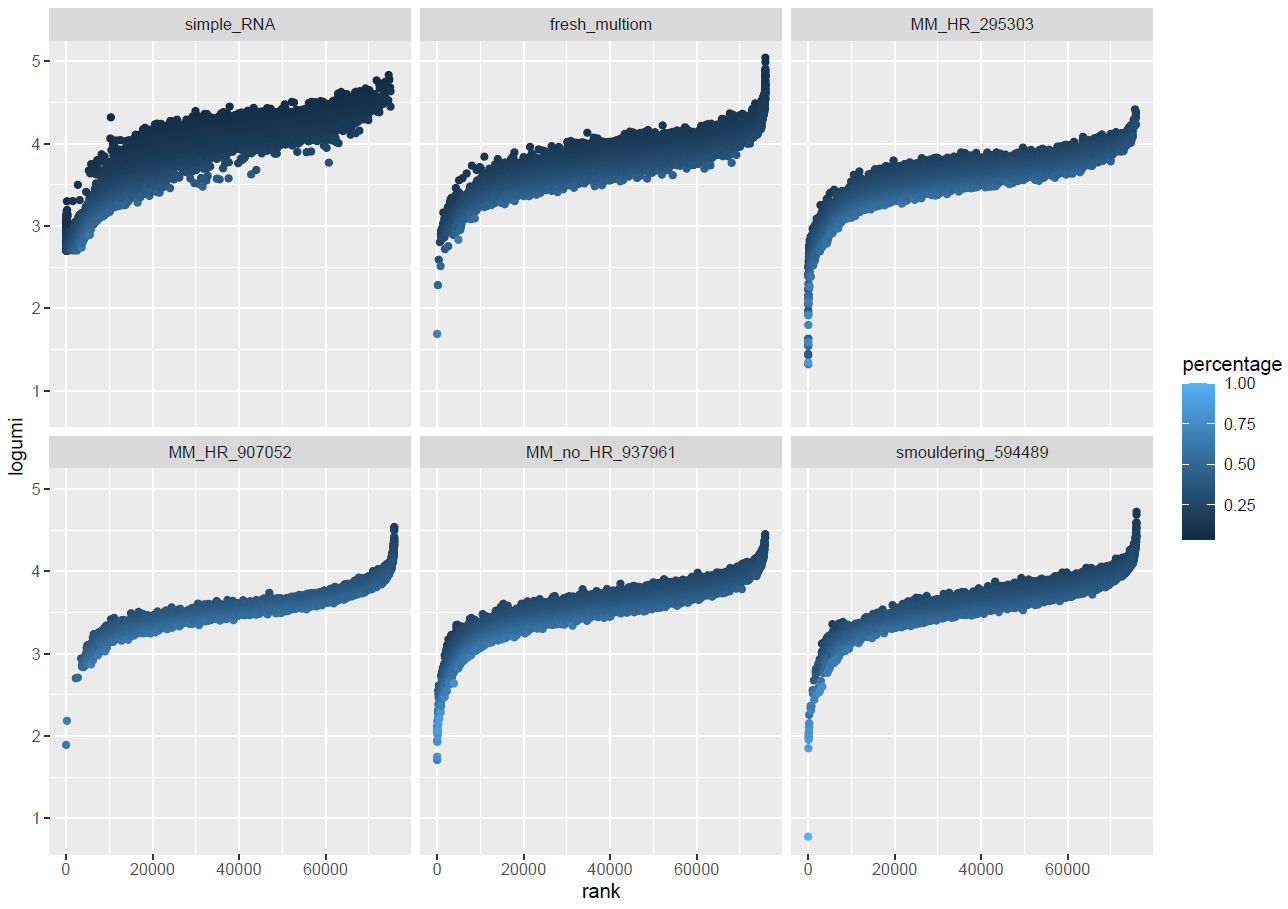 simple_RNA
fresh_multiom
MM_HR_295303
5
4
3
2
1
MM_HR_907052
MM_no_HR_937961
smouldering_594489
5
4
3
2
1
0
20000
40000
60000
0
20000
40000
60000
0
20000
40000
60000
rank
logumi
percentage
1.00
0.75
0.50
0.25